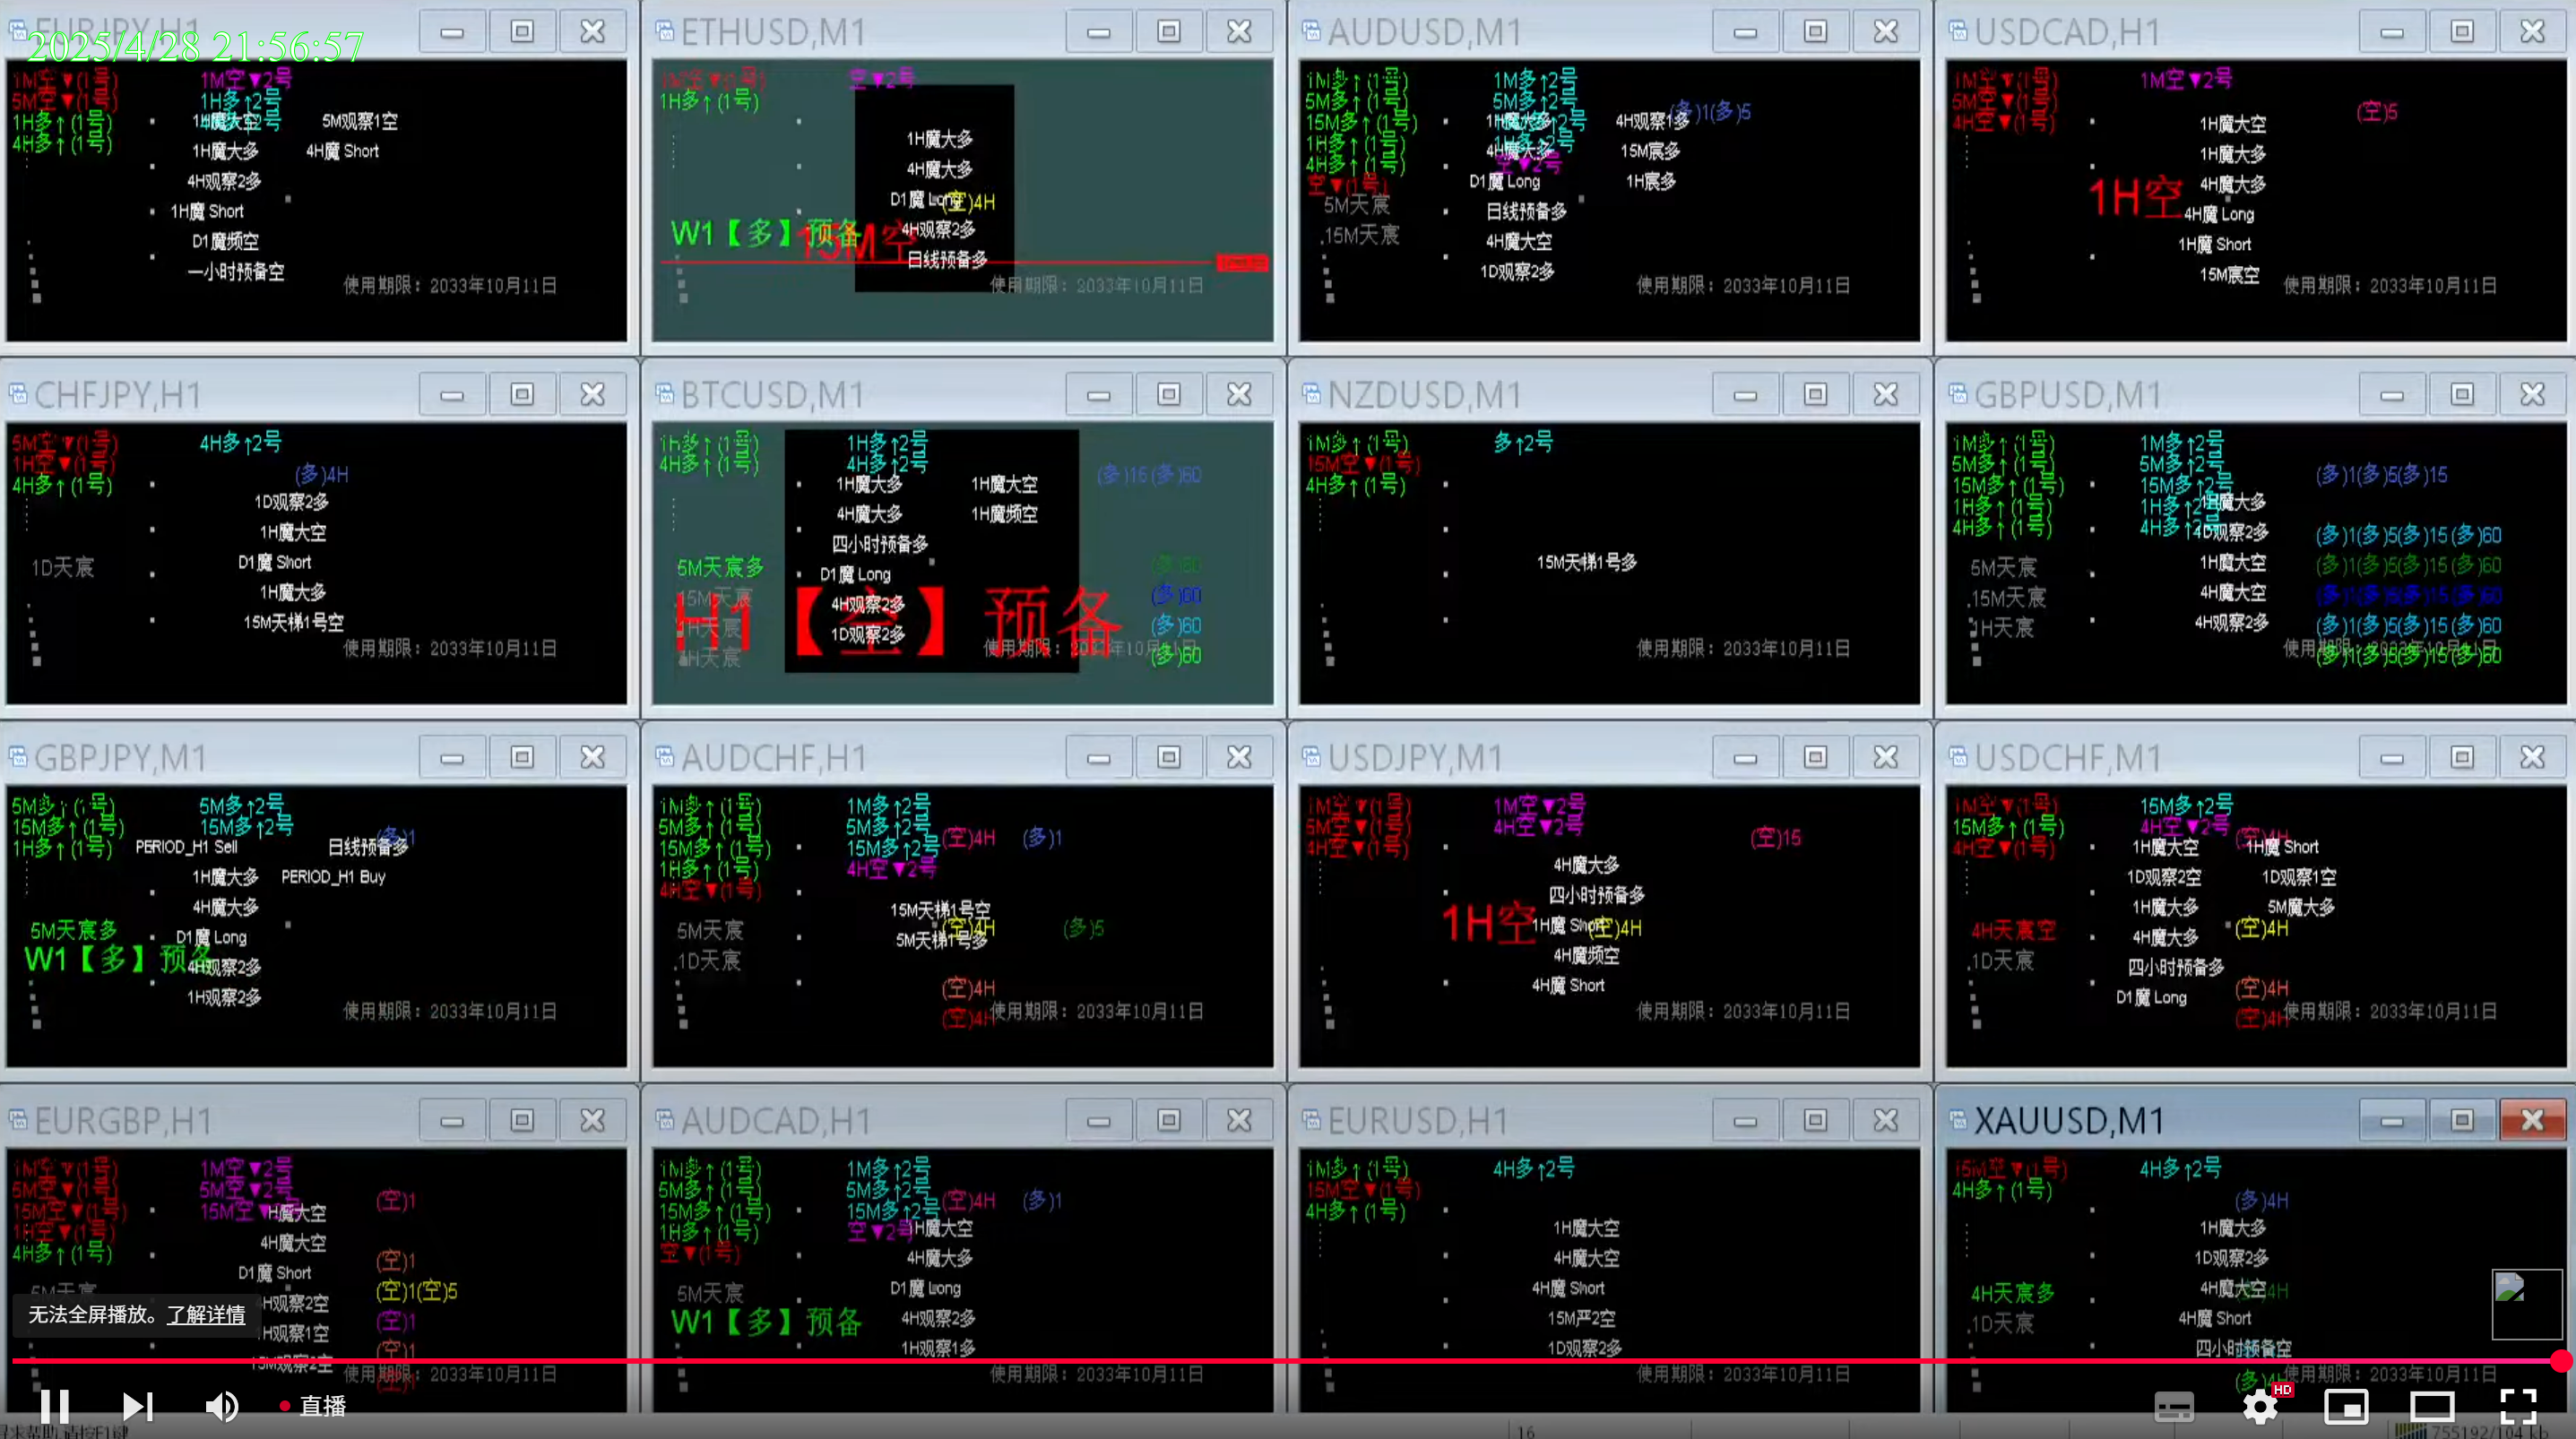 EURJPY,H1
2025/4/28 21:56:57
1M空▼(1号)
1M空▼2号
5M空▼(1号)
1H多↑2号
1H多↑(1号)
1H魔大空
5M观察1空
4H多↑(1号)
1H魔大多
4H魔 Short
4H观察2多
1H魔 Short
D1魔频空
一小时预备空
使用期限：2033年10月11日
ETHUSD,M1
1M空▼(1号)
空▼2号
1H多↑(1号)
1H魔大多
4H魔大多
D1魔 Long
(空)4H
W1【多】预备
15M空
4H观察2多
日线预备多
使用期限：2033年10月11日
AUDUSD,M1
1M多↑(1号)
1M多↑2号
5M多↑(1号)
5M多↑2号
(多)1(多)5
15M多↑(1号)
1H魔大多
4H观察1多
1H多↑(1号)
1H多↑2号
4H多↑(1号)
4H魔大多
15M宸多
空▼2号
空▼(1号)
D1魔 Long
1H宸多
5M天宸
日线预备多
15M天宸
4H魔大空
1D观察2多
使用期限：2033年10月11日
USDCAD,H1
1M空▼(1号)
1M空▼2号
5M空▼(1号)
(空)5
4H空▼(1号)
1H魔大空
1H魔大多
4H魔大多
1H空
4H魔 Long
1H魔 Short
15M宸空
使用期限：2033年10月11日
CHFJPY,H1
5M空▼(1号)
4H多↑2号
1H空▼(1号)
(多)4H
4H多↑(1号)
1D观察2多
1H魔大空
D1魔 Short
1D天宸
1H魔大多
15M天梯1号空
使用期限：2033年10月11日
BTCUSD,M1
1H多↑(1号)
1H多↑2号
4H多↑(1号)
4H多↑2号
(多)15(多)60
1H魔大多
1H魔大空
4H魔大多
1H魔频空
四小时预备多
5M天宸多
D1魔 Long
(多)60
15M天宸
4H观察2多
(多)60
H1【空】预备
1H天宸
1D观察2多
(多)60
4H天宸
(多)60
使用期限：2033年10月11日
NZDUSD,M1
1M多↑(1号)
多↑2号
15M空▼(1号)
4H多↑(1号)
15M天梯1号多
使用期限：2033年10月11日
GBPUSD,M1
1M多↑(1号)
1M多↑2号
5M多↑(1号)
5M多↑2号
(多)1(多)5(多)15
15M多↑(1号)
15M多↑2号
1H多↑(1号)
1H多↑2号
1H魔大多
4H多↑(1号)
4H多↑2号
4D观察2多
(多)1(多)5(多)15(多)60
5M天宸
1H魔大空
(多)1(多)5(多)15(多)60
15M天宸
4H魔大空
(多)1(多)5(多)15(多)60
1H天宸
4H观察2多
(多)1(多)5(多)15(多)60
使用期限：
(多)1(多)5(多)15(多)60
GBPJPY,M1
5M多↑(1号)
5M多↑2号
15M多↑(1号)
15M多↑2号
(多)1
1H多↑(1号)
PERIOD_H1 Sell
日线预备多
1H魔大多
PERIOD_H1 Buy
4H魔大多
5M天宸多
D1魔 Long
W1【多】预备
4H观察2多
1H观察2多
使用期限：2033年10月11日
AUDCHF,H1
1M多↑(1号)
1M多↑2号
5M多↑(1号)
5M多↑2号
(空)4H
(多)1
15M多↑(1号)
15M多↑2号
1H多↑(1号)
4H空▼2号
4H空▼(1号)
15M天梯1号空
5M天宸
(空)4H
(多)5
5M天梯1号多
1D天宸
(空)4H
(空)4H
使用期限：2033年10月11日
USDJPY,M1
1M空▼(1号)
1M空▼2号
5M空▼(1号)
4H空▼2号
(空)15
4H空▼(1号)
4H魔大多
四小时预备多
1H空
1H魔 Short
(空)4H
4H魔频空
4H魔 Short
使用期限：2033年10月11日
USDCHF,M1
1M空▼(1号)
15M多↑2号
15M多↑(1号)
4H空▼2号
(空)4H
4H空▼(1号)
1H魔大空
1H魔 Short
1D观察2空
1D观察1空
1H魔大多
5M魔大多
4H天宸空
4H魔大多
(空)4H
1D天宸
四小时预备多
D1魔 Long
(空)4H
(空)4H
使用期限：2033年10月11日
EURGBP,H1
1M空▼(1号)
1M空▼2号
5M空▼(1号)
5M空▼2号
(空)1
15M空▼(1号)
15M空▼
H魔大空
1H空▼(1号)
4H多↑(1号)
4H魔大空
(空)1
D1魔 Short
5M天宸
(空)1(空)5
4H观察2空
(空)1
无法全屏播放。了解详情
H观察1空
(空)1
15M观察2空
使用期限：2033年10月11日
AUDCAD,H1
1M多↑(1号)
1M多↑2号
5M多↑(1号)
5M多↑2号
(空)4H
(多)1
15M多↑(1号)
15M多↑2号
1H多↑(1号)
空▼2号
1H魔大空
空▼(1号)
4H魔大多
5M天宸
D1魔 Long
W1【多】预备
4H观察2多
1H观察1多
使用期限：2033年10月11日
EURUSD,H1
1M多↑(1号)
4H多↑2号
15M空▼(1号)
4H多↑(1号)
1H魔大空
4H魔大空
4H魔 Short
15M严2空
1D观察2多
使用期限：2033年10月11日
XAUUSD,M1
15M空▼(1号)
4H多↑2号
4H多↑(1号)
(多)4H
1H魔大多
1D观察2多
4H天宸多
4H魔大空
4H
1D天宸
4H魔 Short
四小时预备空
(多)4H
使用期限：2033年10月11日
直播
HD
16
755192/104 kb